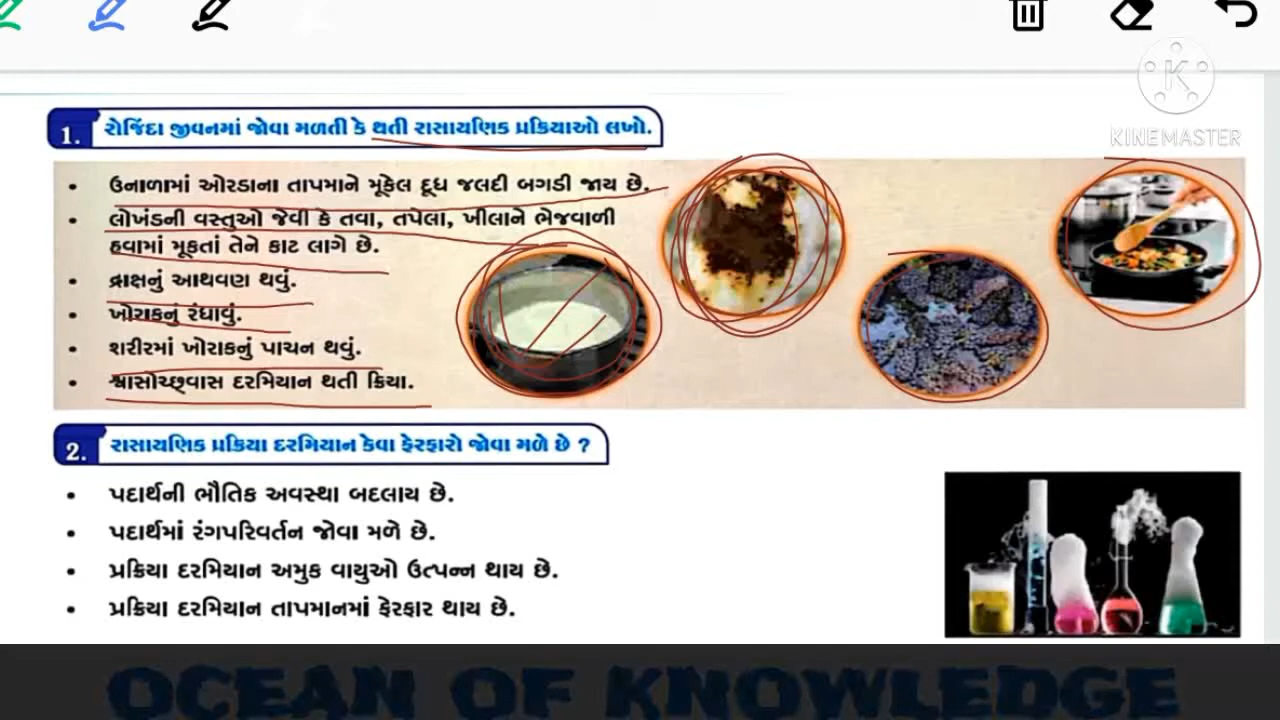 KINEMASTER
1. રોજિંદા જીવનમાં જોવા મળતી કે થતી રાસાયણિક પ્રક્રિયાઓ લખો.
• ઉનાળામાં ઓરડાના તાપમાને મૂકેલ દૂધ જલદી બગડી જાય છે.
• લોખંડની વસ્તુઓ જેવી કે તવા, તપેલા, ખીલાને ભેજવાળી
હવામાં મૂકતાં તેને કાટ લાગે છે.
• દ્રાક્ષનું આથવણ થવું.
• ખોરાકનું રંધાવું.
• શરીરમાં ખોરાકનું પાચન થવું.
• શ્વાસોચ્છ્વાસ દરમિયાન થતી ક્રિયા.
2. રાસાયણિક પ્રક્રિયા દરમિયાન કેવા ફેરફારો જોવા મળે છે ?
• પદાર્થની ભૌતિક અવસ્થા બદલાય છે.
• પદાર્થમાં રંગપરિવર્તન જોવા મળે છે.
• પ્રક્રિયા દરમિયાન અમુક વાયુઓ ઉત્પન્ન થાય છે.
• પ્રક્રિયા દરમિયાન તાપમાનમાં ફેરફાર થાય છે.
OCEAN OF KNOWLEDGE